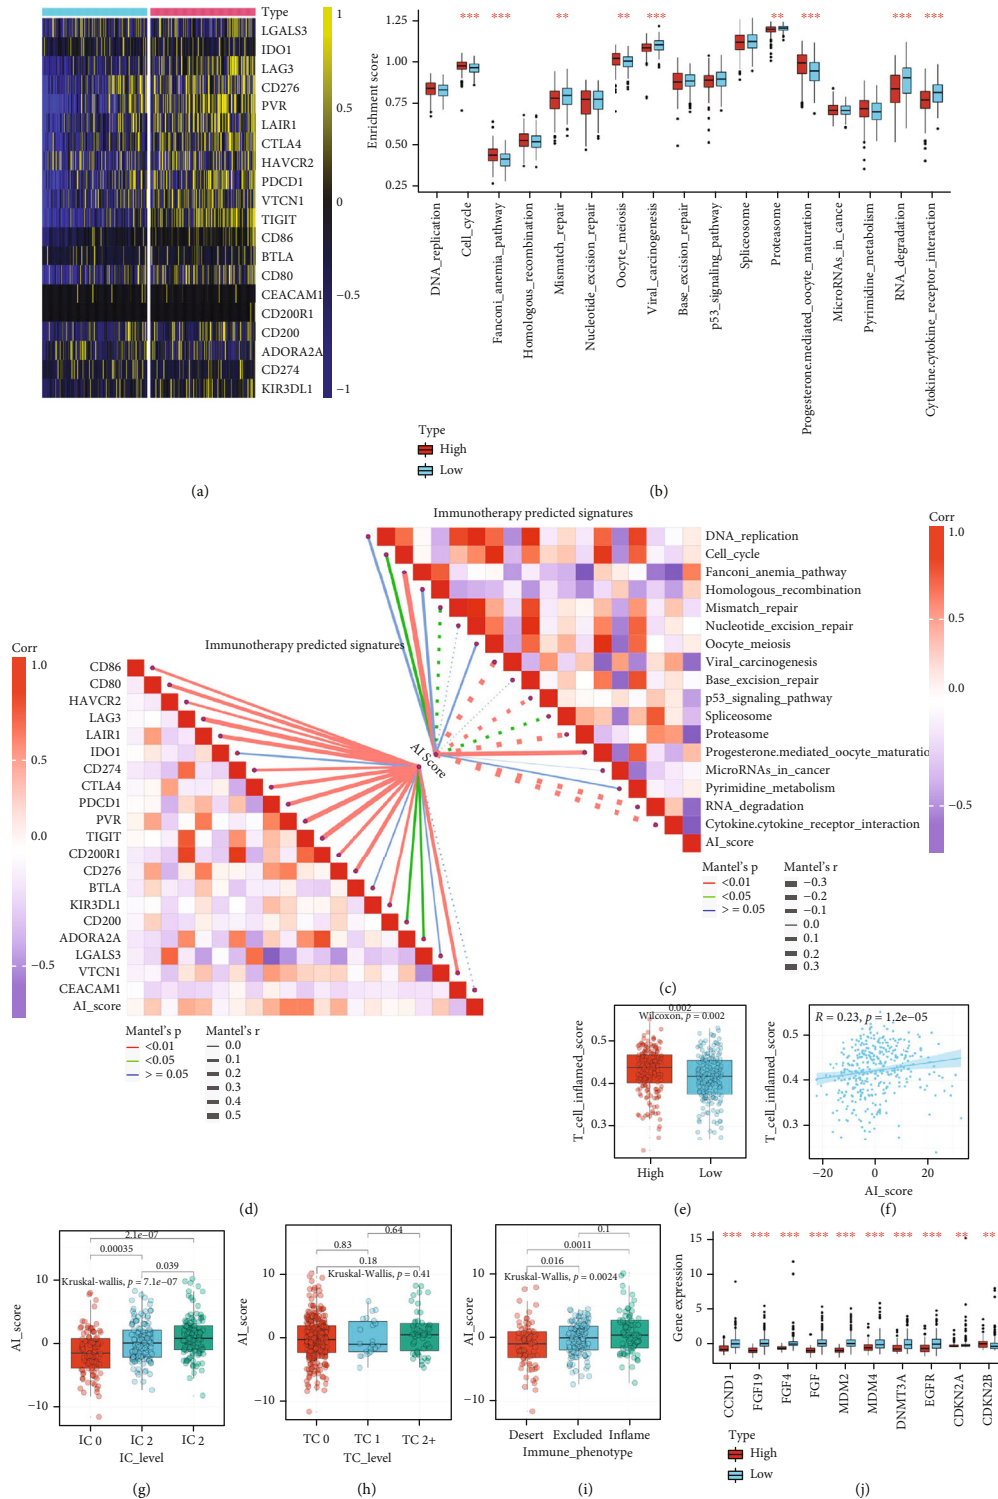 Type
LGALS3
IDO1
LAG3
CD276
PVR
LAIR1
CTLA4
HAVCR2
PDCD1
VTCN1
TIGIT
CD86
BTLA
CD80
CEACAM1
CD200R1
CD200
ADORA2A
CD274
KIR3DL1
1
0.5
0
−0.5
−1
(a)
Enrichment score
1.25
1.00
0.75
0.50
0.25
*** *** ** ** *** ** *** *** ***
DNA_replication
Cell_cycle
Fanconi_anemia_pathway
Homologous_recombination
Mismatch_repair
Nucleotide_excision_repair
Oocyte_meiosis
Viral_carcinogenesis
Base_excision_repair
p53_signaling_pathway
Spliceosome
Proteasome
Progesterone.mediated_oocyte_maturation
MicroRNAs_in_cance
Pyrimidine_metabolism
RNA_degradation
Cytokine.cytokine_receptor_interaction
Type
High
Low
(b)
Immunotherapy predicted signatures
DNA_replication
Cell_cycle
Fanconi_anemia_pathway
Homologous_recombination
Mismatch_repair
Nucleotide_excision_repair
Oocyte_meiosis
Viral_carcinogenesis
Base_excision_repair
p53_signaling_pathway
Spliceosome
Proteasome
Progesterone.mediated_oocyte_maturatio
MicroRNAs_in_cancer
Pyrimidine_metabolism
RNA_degradation
Cytokine.cytokine_receptor_interaction
AI_score
Corr
1.0
0.5
0.0
−0.5
AI Score
Mantel's p
<0.01
<0.05
> = 0.05
Mantel's r
−0.3
−0.2
−0.1
0.0
0.1
0.2
0.3
(c)
Immunotherapy predicted signatures
Corr
1.0
0.5
0.0
−0.5
CD86
CD80
HAVCR2
LAG3
LAIR1
IDO1
CD274
CTLA4
PDCD1
PVR
TIGIT
CD200R1
CD276
BTLA
KIR3DL1
CD200
ADORA2A
LGALS3
VTCN1
CEACAM1
AI_score
Mantel's p
<0.01
<0.05
> = 0.05
Mantel's r
0.0
0.1
0.2
0.3
0.4
0.5
(d)
0.002
Wilcoxon, p = 0.002
T_cell_inflamed_score
0.5
0.4
0.3
High Low
(e)
R = 0.23, p = 1.2e−05
T_cell_inflamed_score
0.5
0.4
0.3
−20 0 20
AI_score
(f)
2.1e−07
0.00035
0.039
Kruskal-wallis, p = 7.1e−07
AI_score
10
0
−10
IC 0 IC 2 IC 2
IC_level
(g)
0.64
0.83
0.18
Kruskal-Wallis, p = 0.41
AI_score
10
0
−10
TC 0 TC 1 TC 2+
TC_level
(h)
0.1
0.0011
0.016
Kruskal-Wallis, p = 0.0024
AI_score
10
5
0
−5
−10
Desert Excluded Inflame
Immune_phenotype
(i)
*** *** *** *** *** *** *** *** ** **
Gene expression
15
10
5
0
CCND1
FGF19
FGF4
FGF
MDM2
MDM4
DNMT3A
EGFR
CDKN2A
CDKN2B
Type
High
Low
(j)